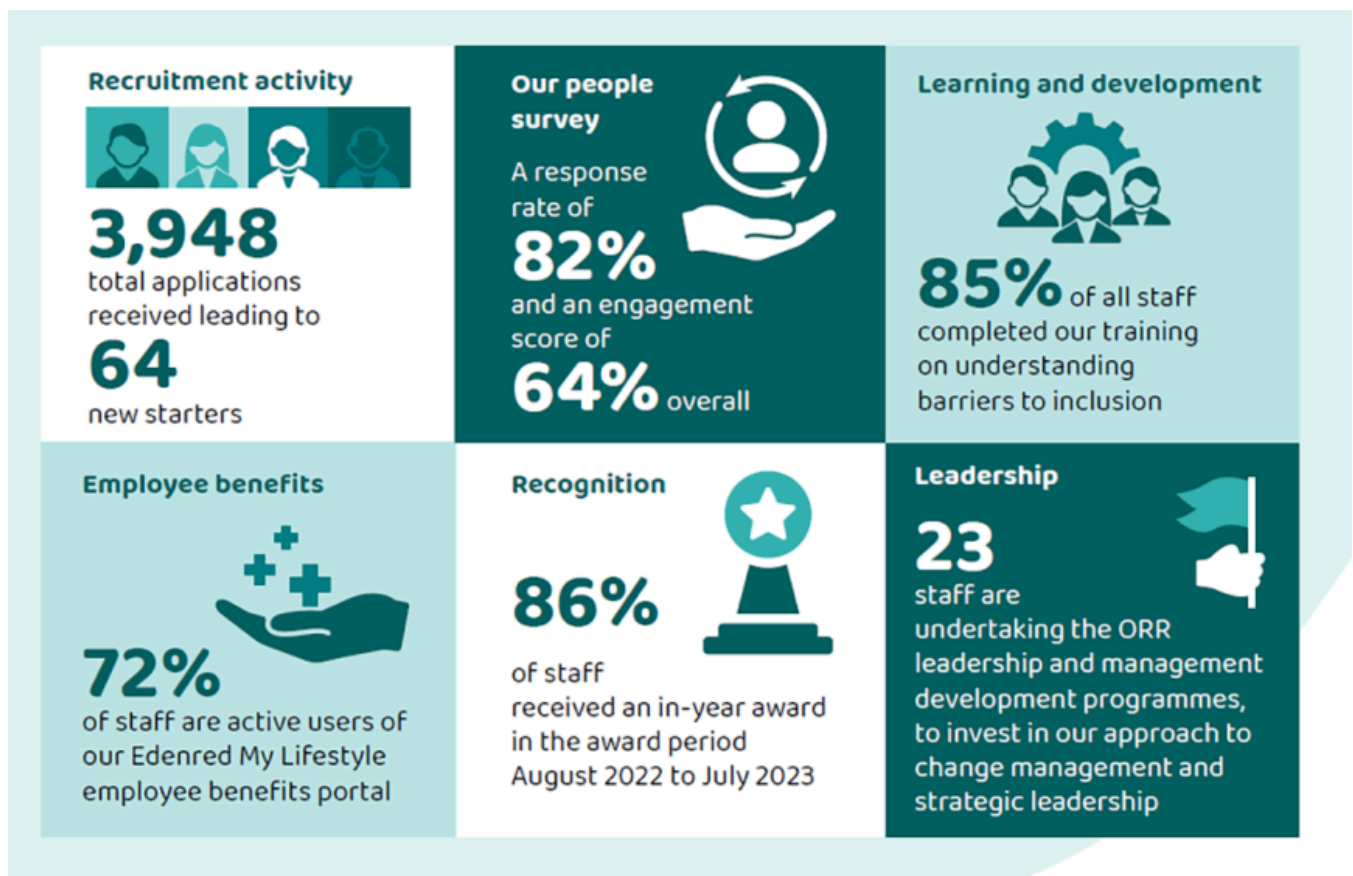 Recruitment activity
3,948
total applications
received leading to
64
new starters
Our people
survey
A response
rate of
82%
and an engagement
score of
64% overall
Learning and development
85% of all staff
completed our training
on understanding
barriers to inclusion
Employee benefits
72%
of staff are active users of
our Edenred My Lifestyle
employee benefits portal
Recognition
86%
of staff
received an in-year award
in the award period
August 2022 to July 2023
Leadership
23
staff are
undertaking the ORR
leadership and management
development programmes,
to invest in our approach to
change management and
strategic leadership